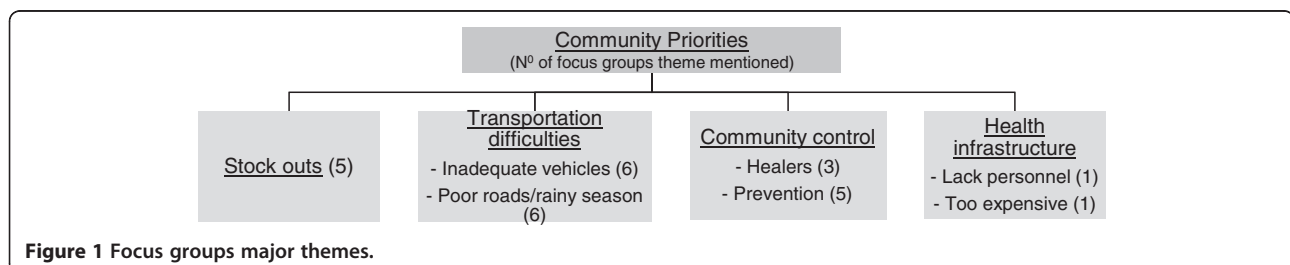 Community Priorities
(N⁰ of focus groups theme mentioned)
Stock outs (5)
Transportation
difficulties
- Inadequate vehicles (6)
- Poor roads/rainy season
(6)
Community control
- Healers (3)
- Prevention (5)
Health
infrastructure
- Lack personnel (1)
- Too expensive (1)
Figure 1 Focus groups major themes.